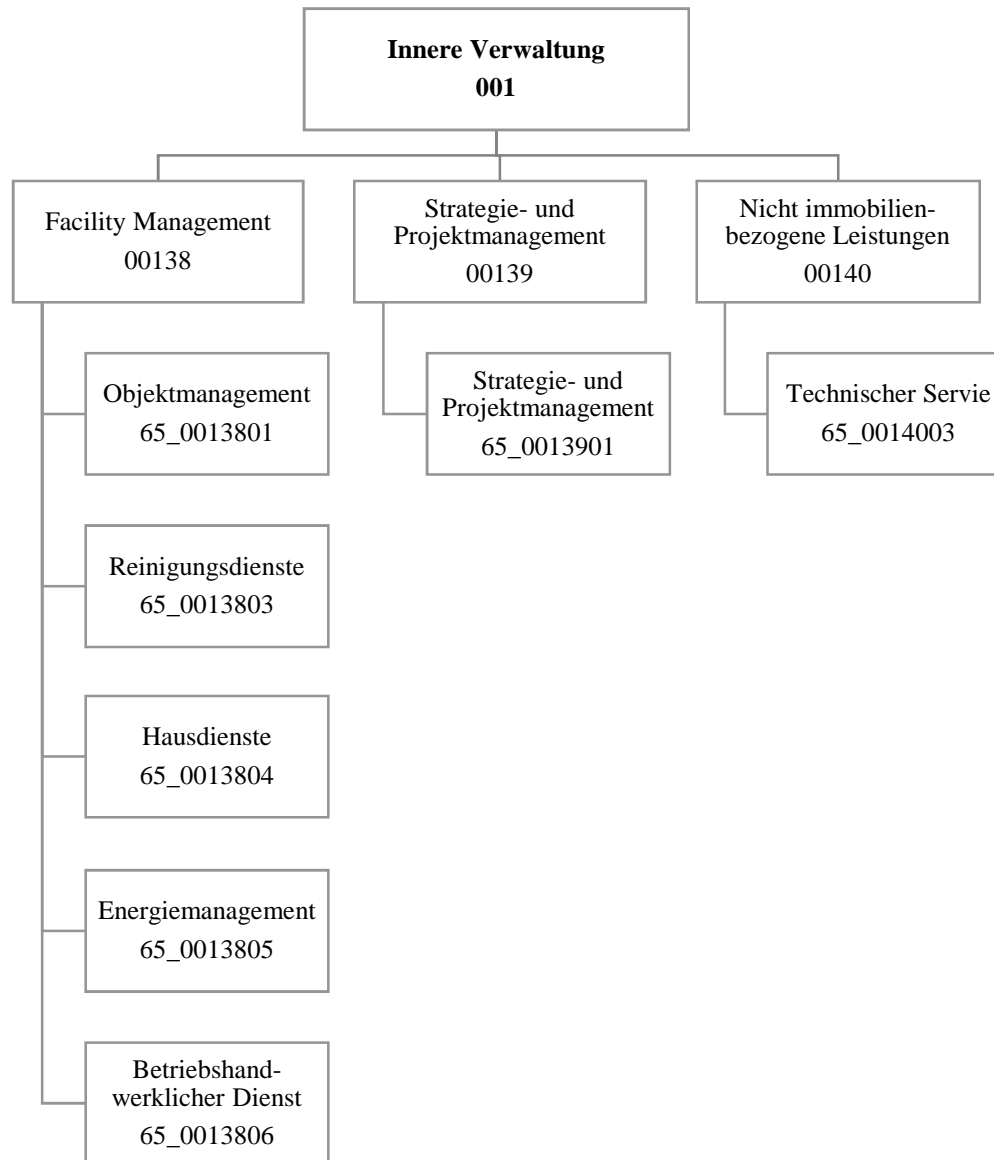 Innere Verwaltung
001
Facility Management
00138
Strategie- und
Projektmanagement
00139
Nicht immobilien-
bezogene Leistungen
00140
Objektmanagement
65_0013801
Strategie- und
Projektmanagement
65_0013901
Technischer Servie
65_0014003
Reinigungsdienste
65_0013803
Hausdienste
65_0013804
Energiemanagement
65_0013805
Betriebshand-
werklicher Dienst
65_0013806